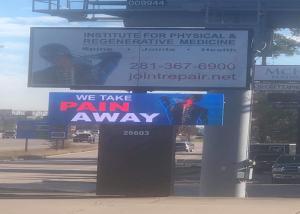 008944
INSTITUTE FOR PHYSICAL &
REGENERATIVE MEDICINE
Spine Joints Health
281-367-6900
jointrepair.net
WE TAKE
PAIN
AWAY
26603